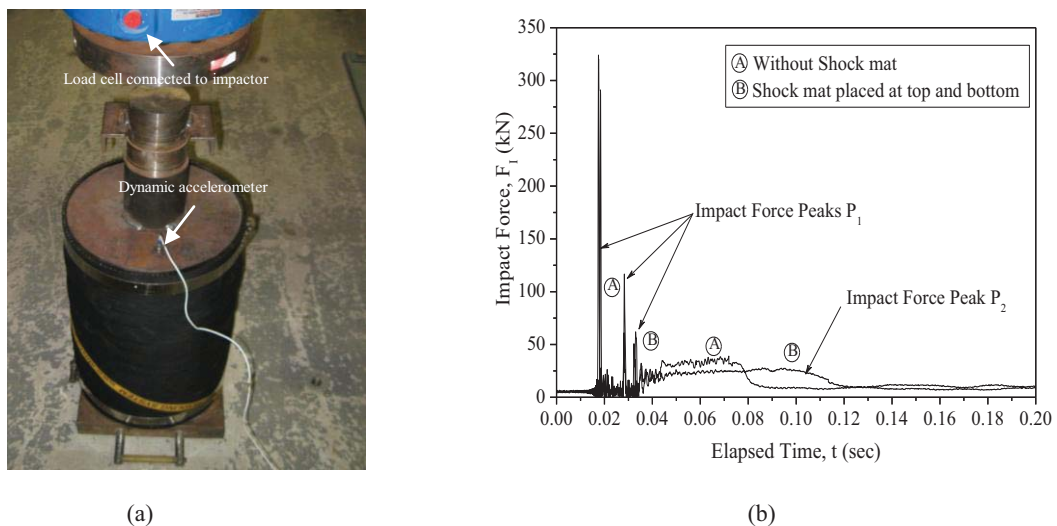 Load cell connected to impactor
Dynamic accelerometer
(a)
350
300
250
200
150
100
50
0
Impact Force, F_I (kN)
Ⓐ Without Shock mat
Ⓑ Shock mat placed at top and bottom
Impact Force Peaks P₁
Impact Force Peak P₂
Ⓐ
Ⓑ
Ⓐ
Ⓑ
0.00 0.02 0.04 0.06 0.08 0.10 0.12 0.14 0.16 0.18 0.20
Elapsed Time, t (sec)
(b)